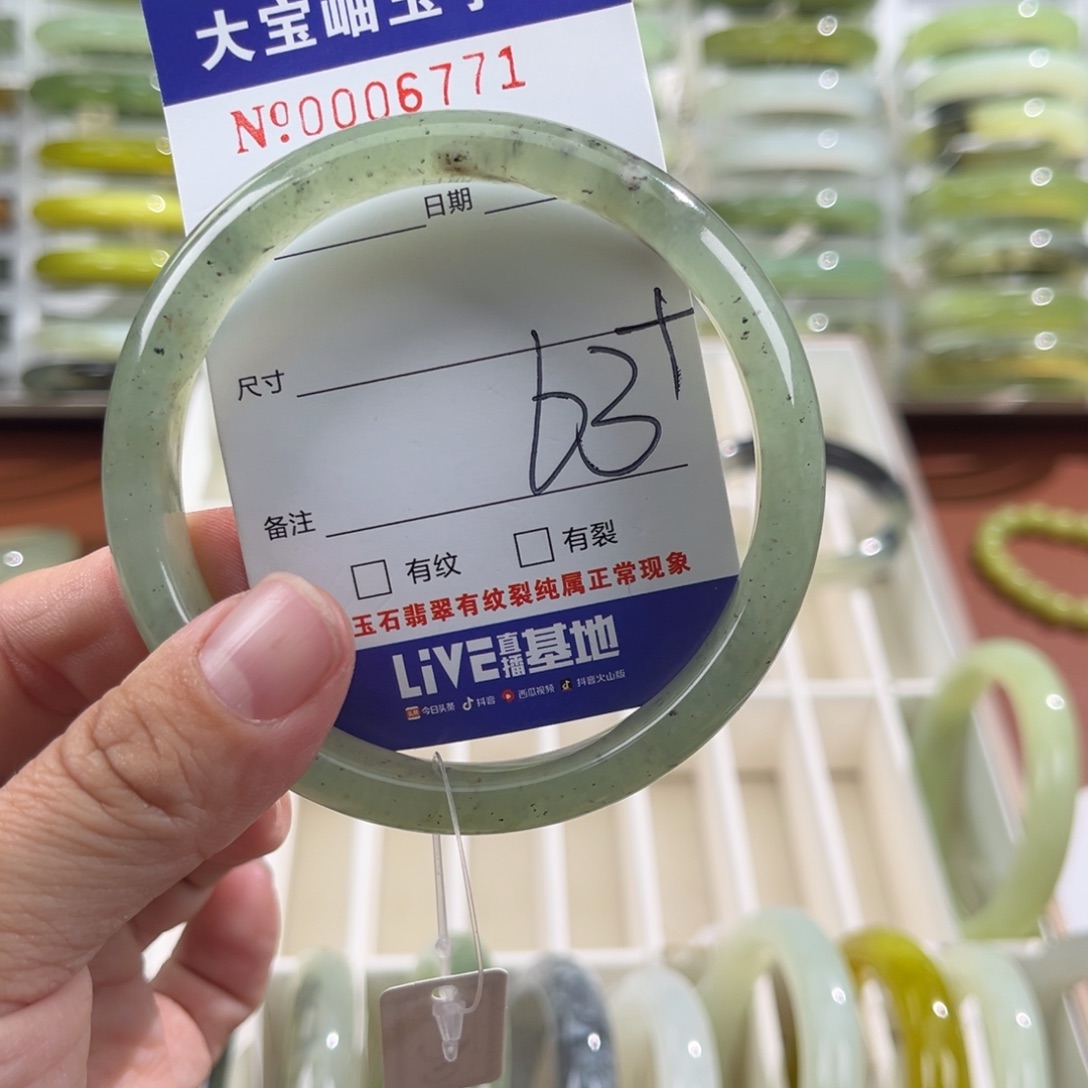 大宝岫玉
Nº0006771
日期
尺寸
63+
备注
有纹 有裂
玉石翡翠有纹裂纯属正常现象
LiVE直播基地
头条 今日头条 抖音 西瓜视频 抖音火山版